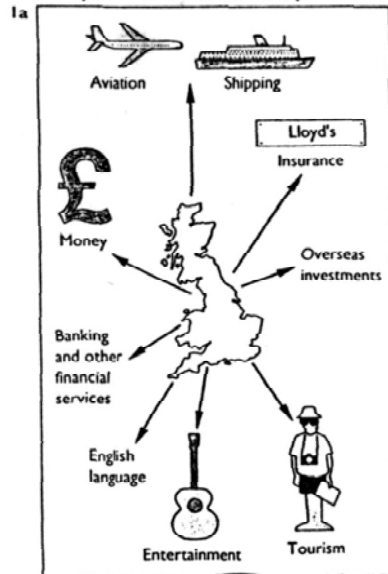 1a
Aviation
Shipping
Lloyd's
Insurance
£
Money
Overseas
investments
Banking
and other
financial
services
English
language
Entertainment
Tourism